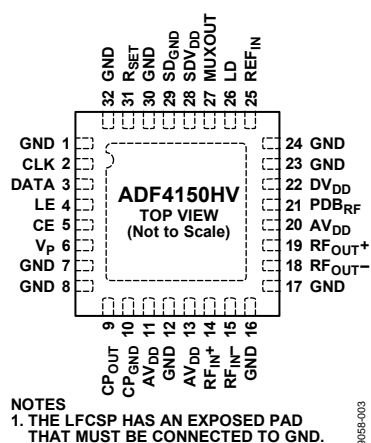 32 GND
31 RSET
30 GND
29 SDGND
28 SDVDD
27 MUXOUT
26 LD
25 REFIN
GND 1
CLK 2
DATA 3
LE 4
CE 5
VP 6
GND 7
GND 8
ADF4150HV
TOP VIEW
(Not to Scale)
24 GND
23 GND
22 DVDD
21 PDBRF
20 AVDD
19 RFOUT+
18 RFOUT−
17 GND
CPOUT 9
CPGND 10
AVDD 11
GND 12
AVDD 13
RFIN+ 14
RFIN− 15
GND 16
NOTES
1. THE LFCSP HAS AN EXPOSED PAD
THAT MUST BE CONNECTED TO GND.
9058-003